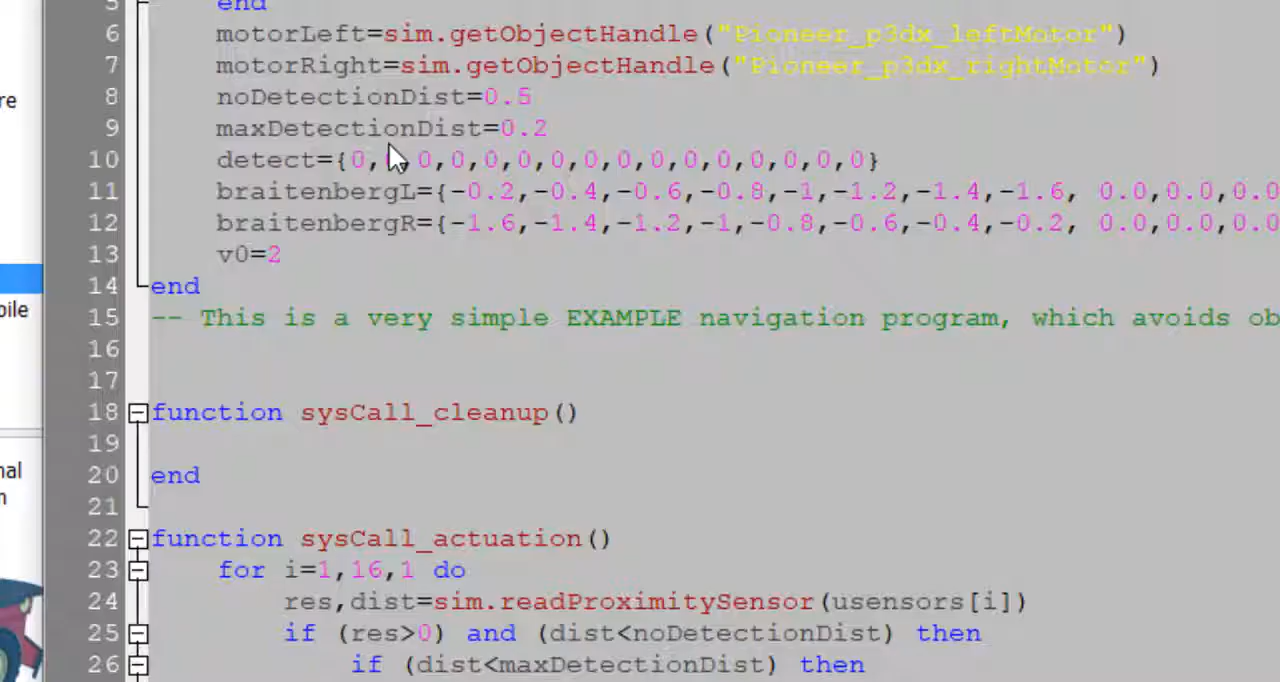 5 end
6 motorLeft=sim.getObjectHandle("Pioneer_p3dx_leftMotor")
re
7 motorRight=sim.getObjectHandle("Pioneer_p3dx_rightMotor")
8 noDetectionDist=0.5
9 maxDetectionDist=0.2
10 detect={0,0,0,0,0,0,0,0,0,0,0,0,0,0,0,0}
11 braitenbergL={-0.2,-0.4,-0.6,-0.8,-1,-1.2,-1.4,-1.6, 0.0,0.0,0.0
12 braitenbergR={-1.6,-1.4,-1.2,-1,-0.8,-0.6,-0.4,-0.2, 0.0,0.0,0.0
13 v0=2
14 end
15 -- This is a very simple EXAMPLE navigation program, which avoids ob
bile
16
17
18 function sysCall_cleanup()
19
20 end
nal
21
22 function sysCall_actuation()
23 for i=1,16,1 do
24 res,dist=sim.readProximitySensor(usensors[i])
25 if (res>0) and (dist<noDetectionDist) then
26 if (dist<maxDetectionDist) then